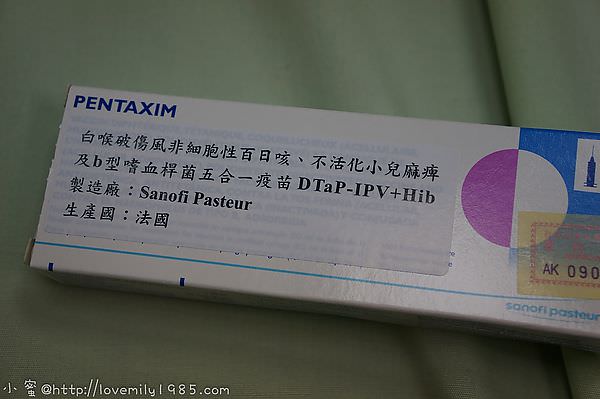 PENTAXIM
白喉破傷風非細胞性百日咳、不活化小兒麻痺
及b型嗜血桿菌五合一疫苗 DTaP-IPV+Hib
製造廠：Sanofi Pasteur
生產國：法國
AK 090
sanofi pasteur
小蜜@http://lovemily1985.com/